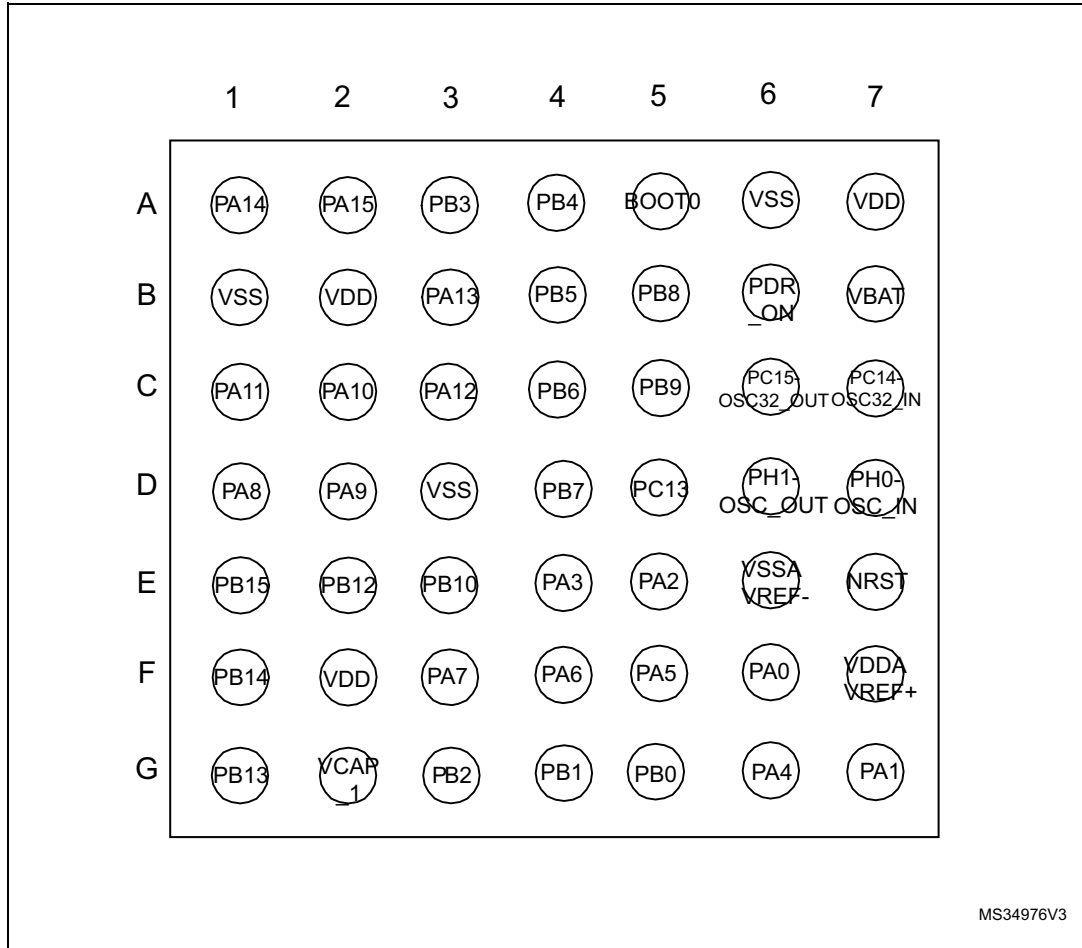 1 2 3 4 5 6 7
A PA14 PA15 PB3 PB4 BOOT0 VSS VDD
B VSS VDD PA13 PB5 PB8 PDR
_ON VBAT
C PA11 PA10 PA12 PB6 PB9 PC15-
OSC32_OUT PC14-
OSC32_IN
D PA8 PA9 VSS PB7 PC13 PH1-
OSC_OUT PH0-
OSC_IN
E PB15 PB12 PB10 PA3 PA2 VSSA
VREF- NRST
F PB14 VDD PA7 PA6 PA5 PA0 VDDA
VREF+
G PB13 VCAP
_1 PB2 PB1 PB0 PA4 PA1
MS34976V3